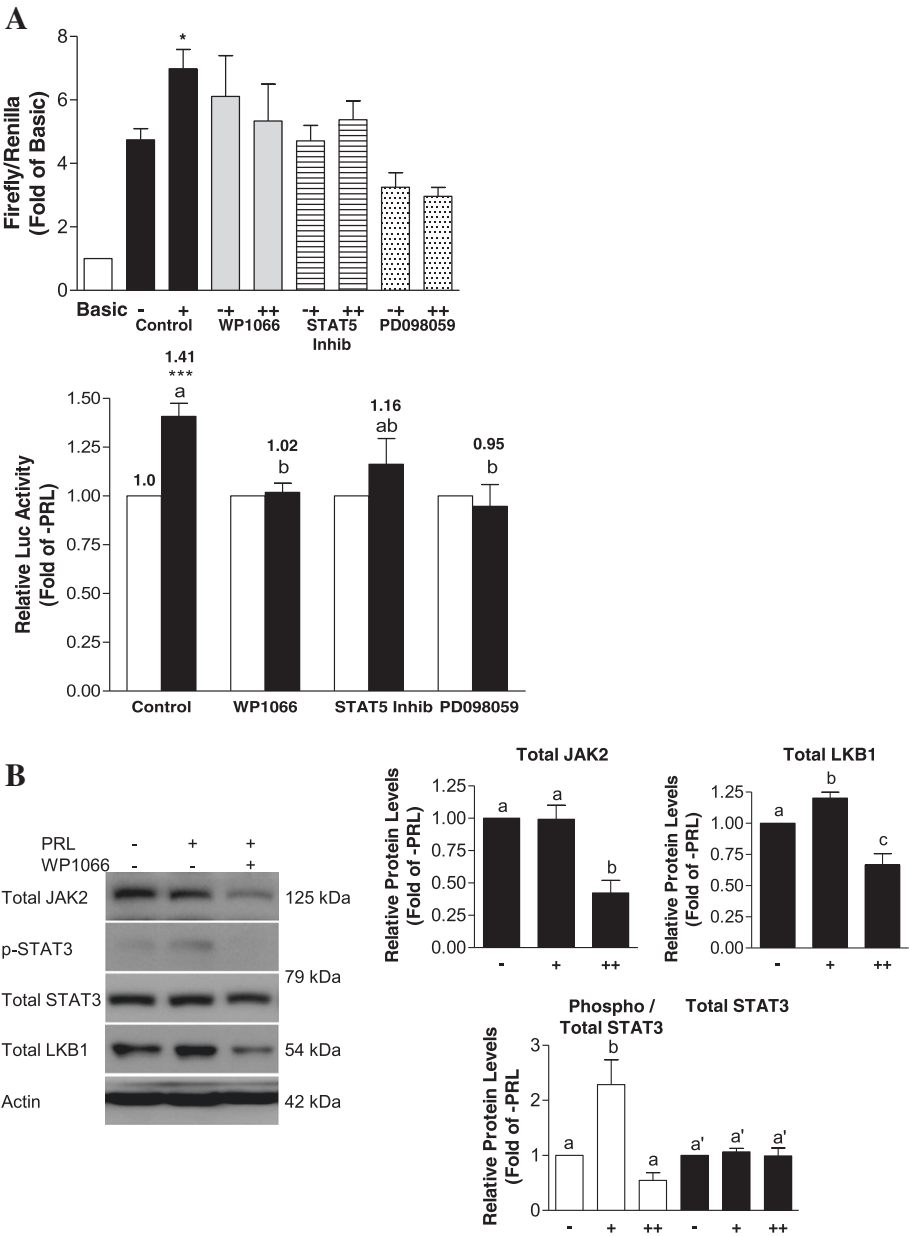 A
Firefly/Renilla
(Fold of Basic)
8
6
4
2
0
*
Basic - + -+ ++ -+ ++ -+ ++
Control WP1066 STAT5 Inhib PD098059
Relative Luc Activity
(Fold of -PRL)
1.50
1.25
1.00
0.75
0.50
0.25
0.00
1.0
1.41
***
a
1.02
b
1.16
ab
0.95
b
Control WP1066 STAT5 Inhib PD098059
B
PRL - + +
WP1066 +
Total JAK2 125 kDa
p-STAT3
79 kDa
Total STAT3
Total LKB1 54 kDa
Actin 42 kDa
Total JAK2
Relative Protein Levels
(Fold of -PRL)
1.25
1.00
0.75
0.50
0.25
0.00
a a b
- + ++
Total LKB1
Relative Protein Levels
(Fold of -PRL)
1.25
1.00
0.75
0.50
0.25
0.00
a b c
- + ++
Phospho /
Total STAT3
Total STAT3
Relative Protein Levels
(Fold of -PRL
3
2
1
0
a b a a' a' a'
- + ++ - + ++